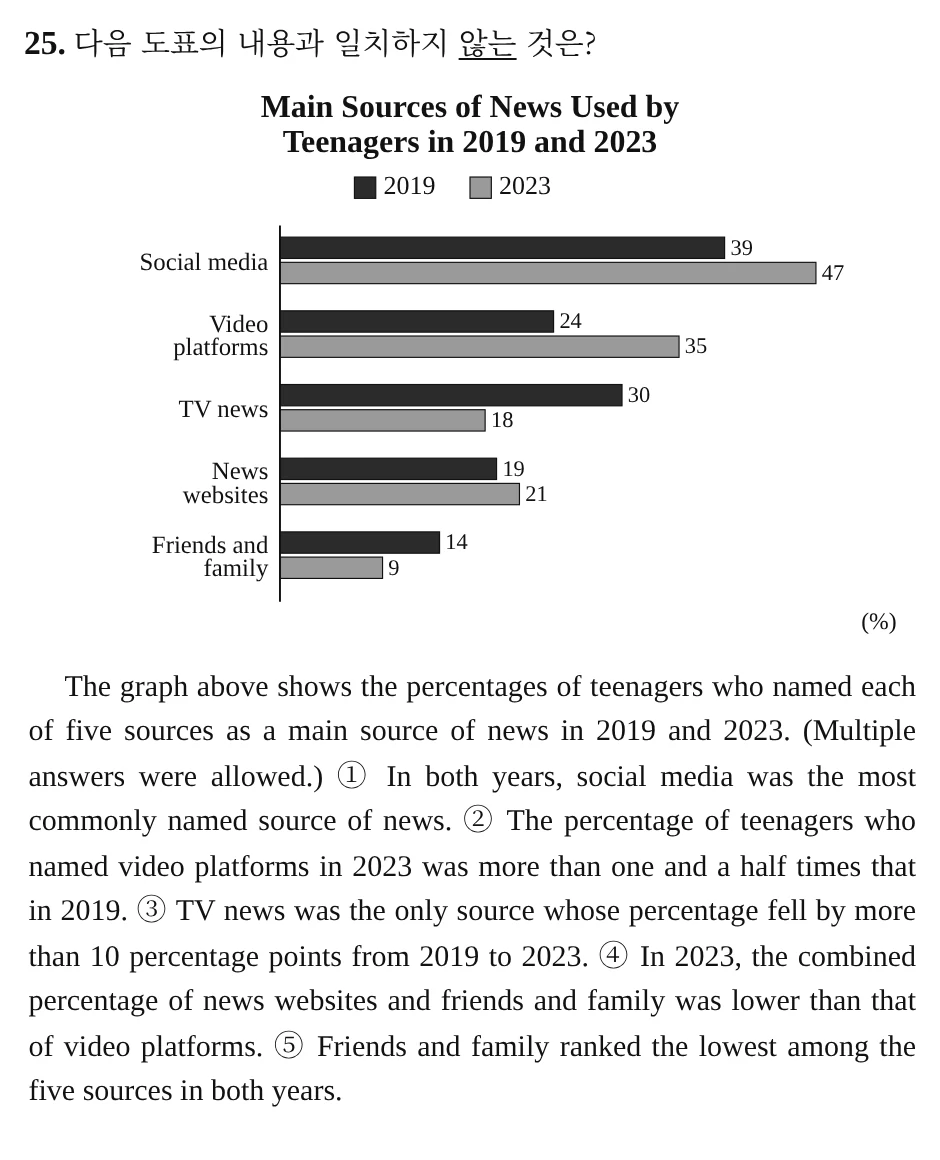 25. 다음 도표의 내용과 일치하지 않는 것은?
Main Sources of News Used by
Teenagers in 2019 and 2023
2019 2023
Social media 39
47
Video platforms 24
35
TV news 30
18
News websites 19
21
Friends and family 14
9
(%)
The graph above shows the percentages of teenagers who named each
of five sources as a main source of news in 2019 and 2023. (Multiple
answers were allowed.) ① In both years, social media was the most
commonly named source of news. ② The percentage of teenagers who
named video platforms in 2023 was more than one and a half times that
in 2019. ③ TV news was the only source whose percentage fell by more
than 10 percentage points from 2019 to 2023. ④ In 2023, the combined
percentage of news websites and friends and family was lower than that
of video platforms. ⑤ Friends and family ranked the lowest among the
five sources in both years.